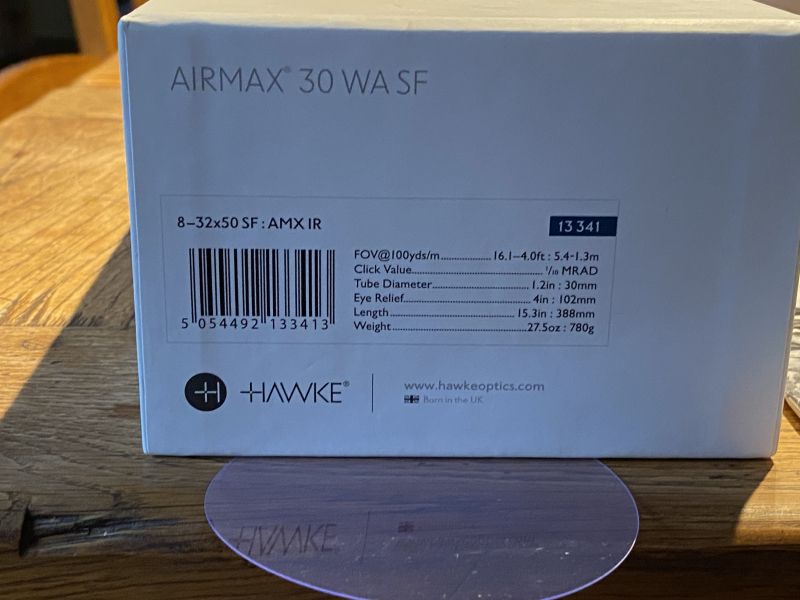 AIRMAX® 30 WA SF
8–32x50 SF : AMX IR
13 341
FOV@100yds/m.................. 16.1–4.0ft : 5.4-1.3m
Click Value............................................... 1/10 MRAD
Tube Diameter.................................. 1.2in : 30mm
Eye Relief............................................. 4in : 102mm
Length............................................. 15.3in : 388mm
Weight............................................. 27.5oz : 780g
5 054492 133413
HAWKE®
www.hawkeoptics.com
Born in the UK
HAWKE